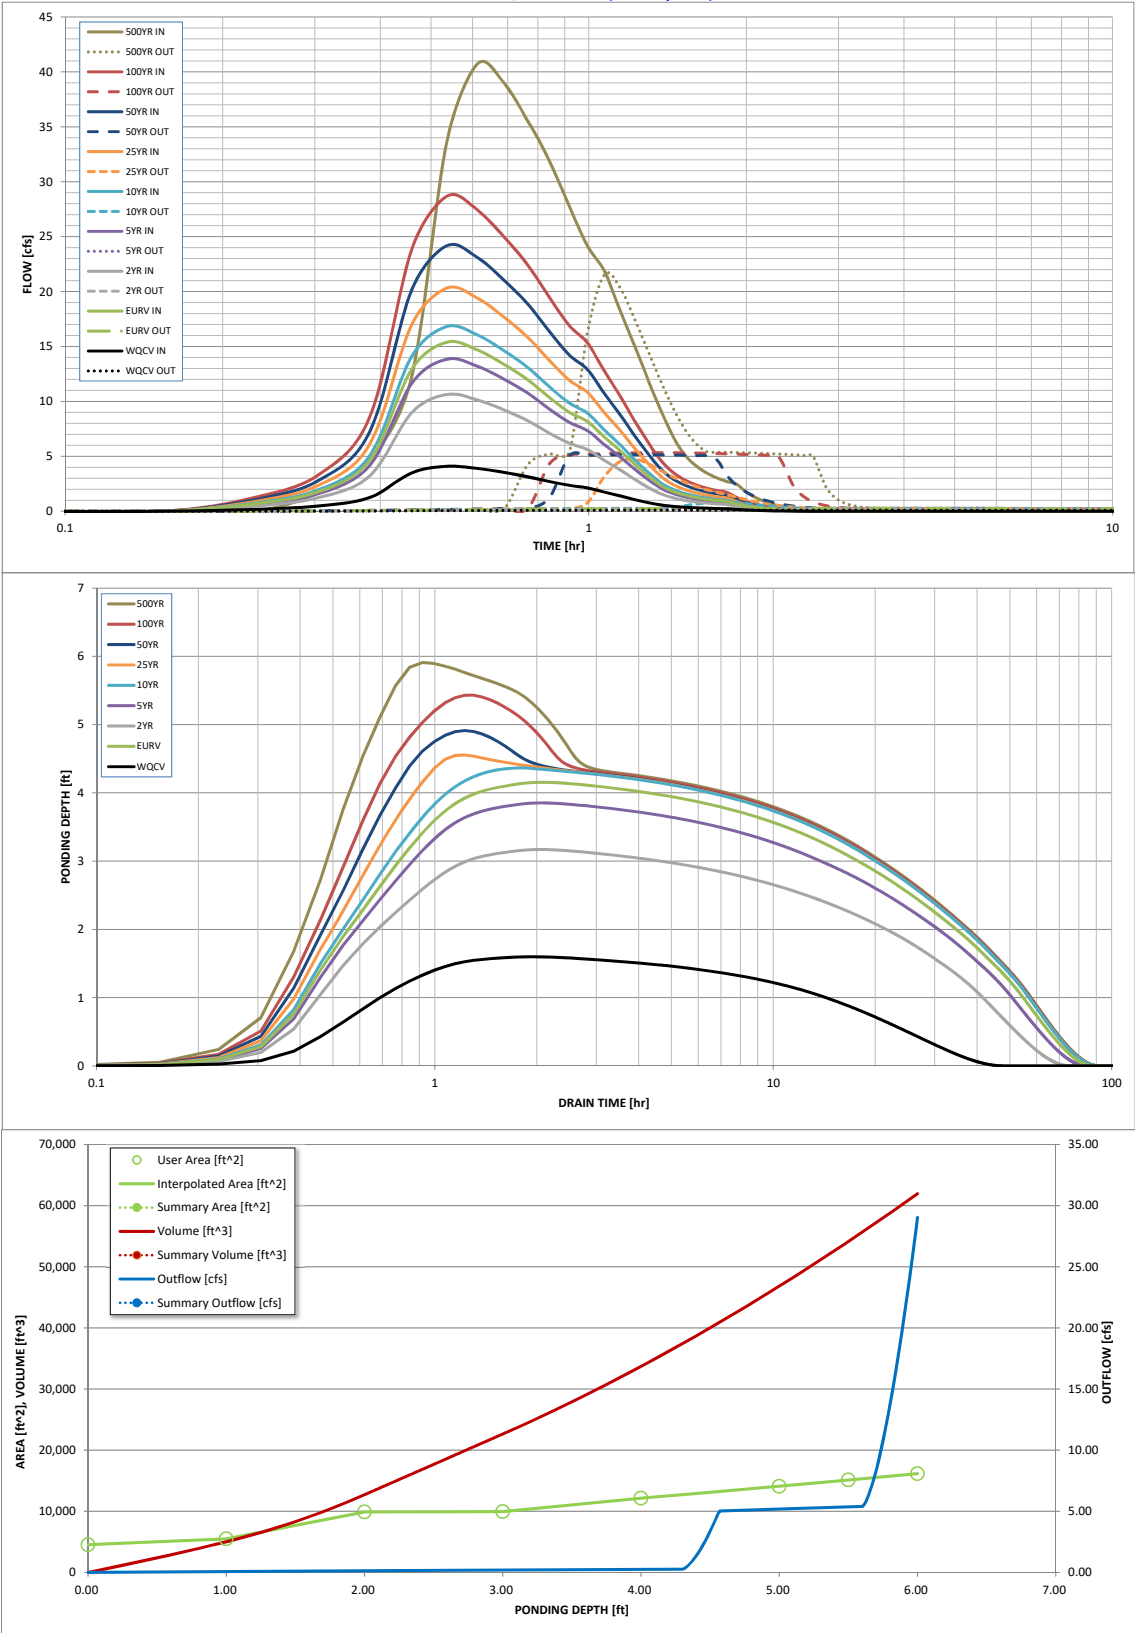 45
40
35
30
25
20
15
10
5
0
FLOW [cfs]
500YR IN
500YR OUT
100YR IN
100YR OUT
50YR IN
50YR OUT
25YR IN
25YR OUT
10YR IN
10YR OUT
5YR IN
5YR OUT
2YR IN
2YR OUT
EURV IN
EURV OUT
WQCV IN
WQCV OUT
0.1 1 10
TIME [hr]
7
6
5
4
3
2
1
0
PONDING DEPTH [ft]
500YR
100YR
50YR
25YR
10YR
5YR
2YR
EURV
WQCV
0.1 1 10 100
DRAIN TIME [hr]
70,000
60,000
50,000
40,000
30,000
20,000
10,000
0
AREA [ft^2], VOLUME [ft^3]
User Area [ft^2]
Interpolated Area [ft^2]
Summary Area [ft^2]
Volume [ft^3]
Summary Volume [ft^3]
Outflow [cfs]
Summary Outflow [cfs]
35.00
30.00
25.00
20.00
15.00
10.00
5.00
0.00
OUTFLOW [cfs]
0.00 1.00 2.00 3.00 4.00 5.00 6.00 7.00
PONDING DEPTH [ft]